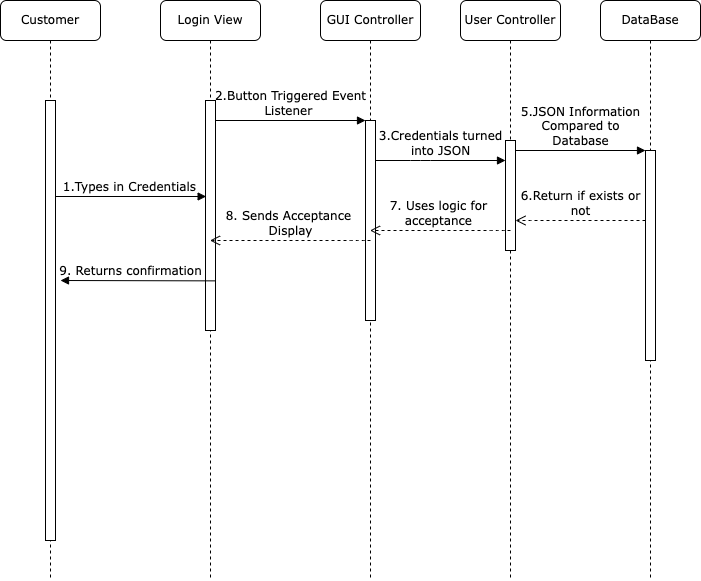 Customer
Login View
GUI Controller
User Controller
DataBase
2.Button Triggered Event
Listener
3.Credentials turned
into JSON
5.JSON Information
Compared to
Database
1.Types in Credentials
6.Return if exists or
not
7. Uses logic for
acceptance
8. Sends Acceptance
Display
9. Returns confirmation